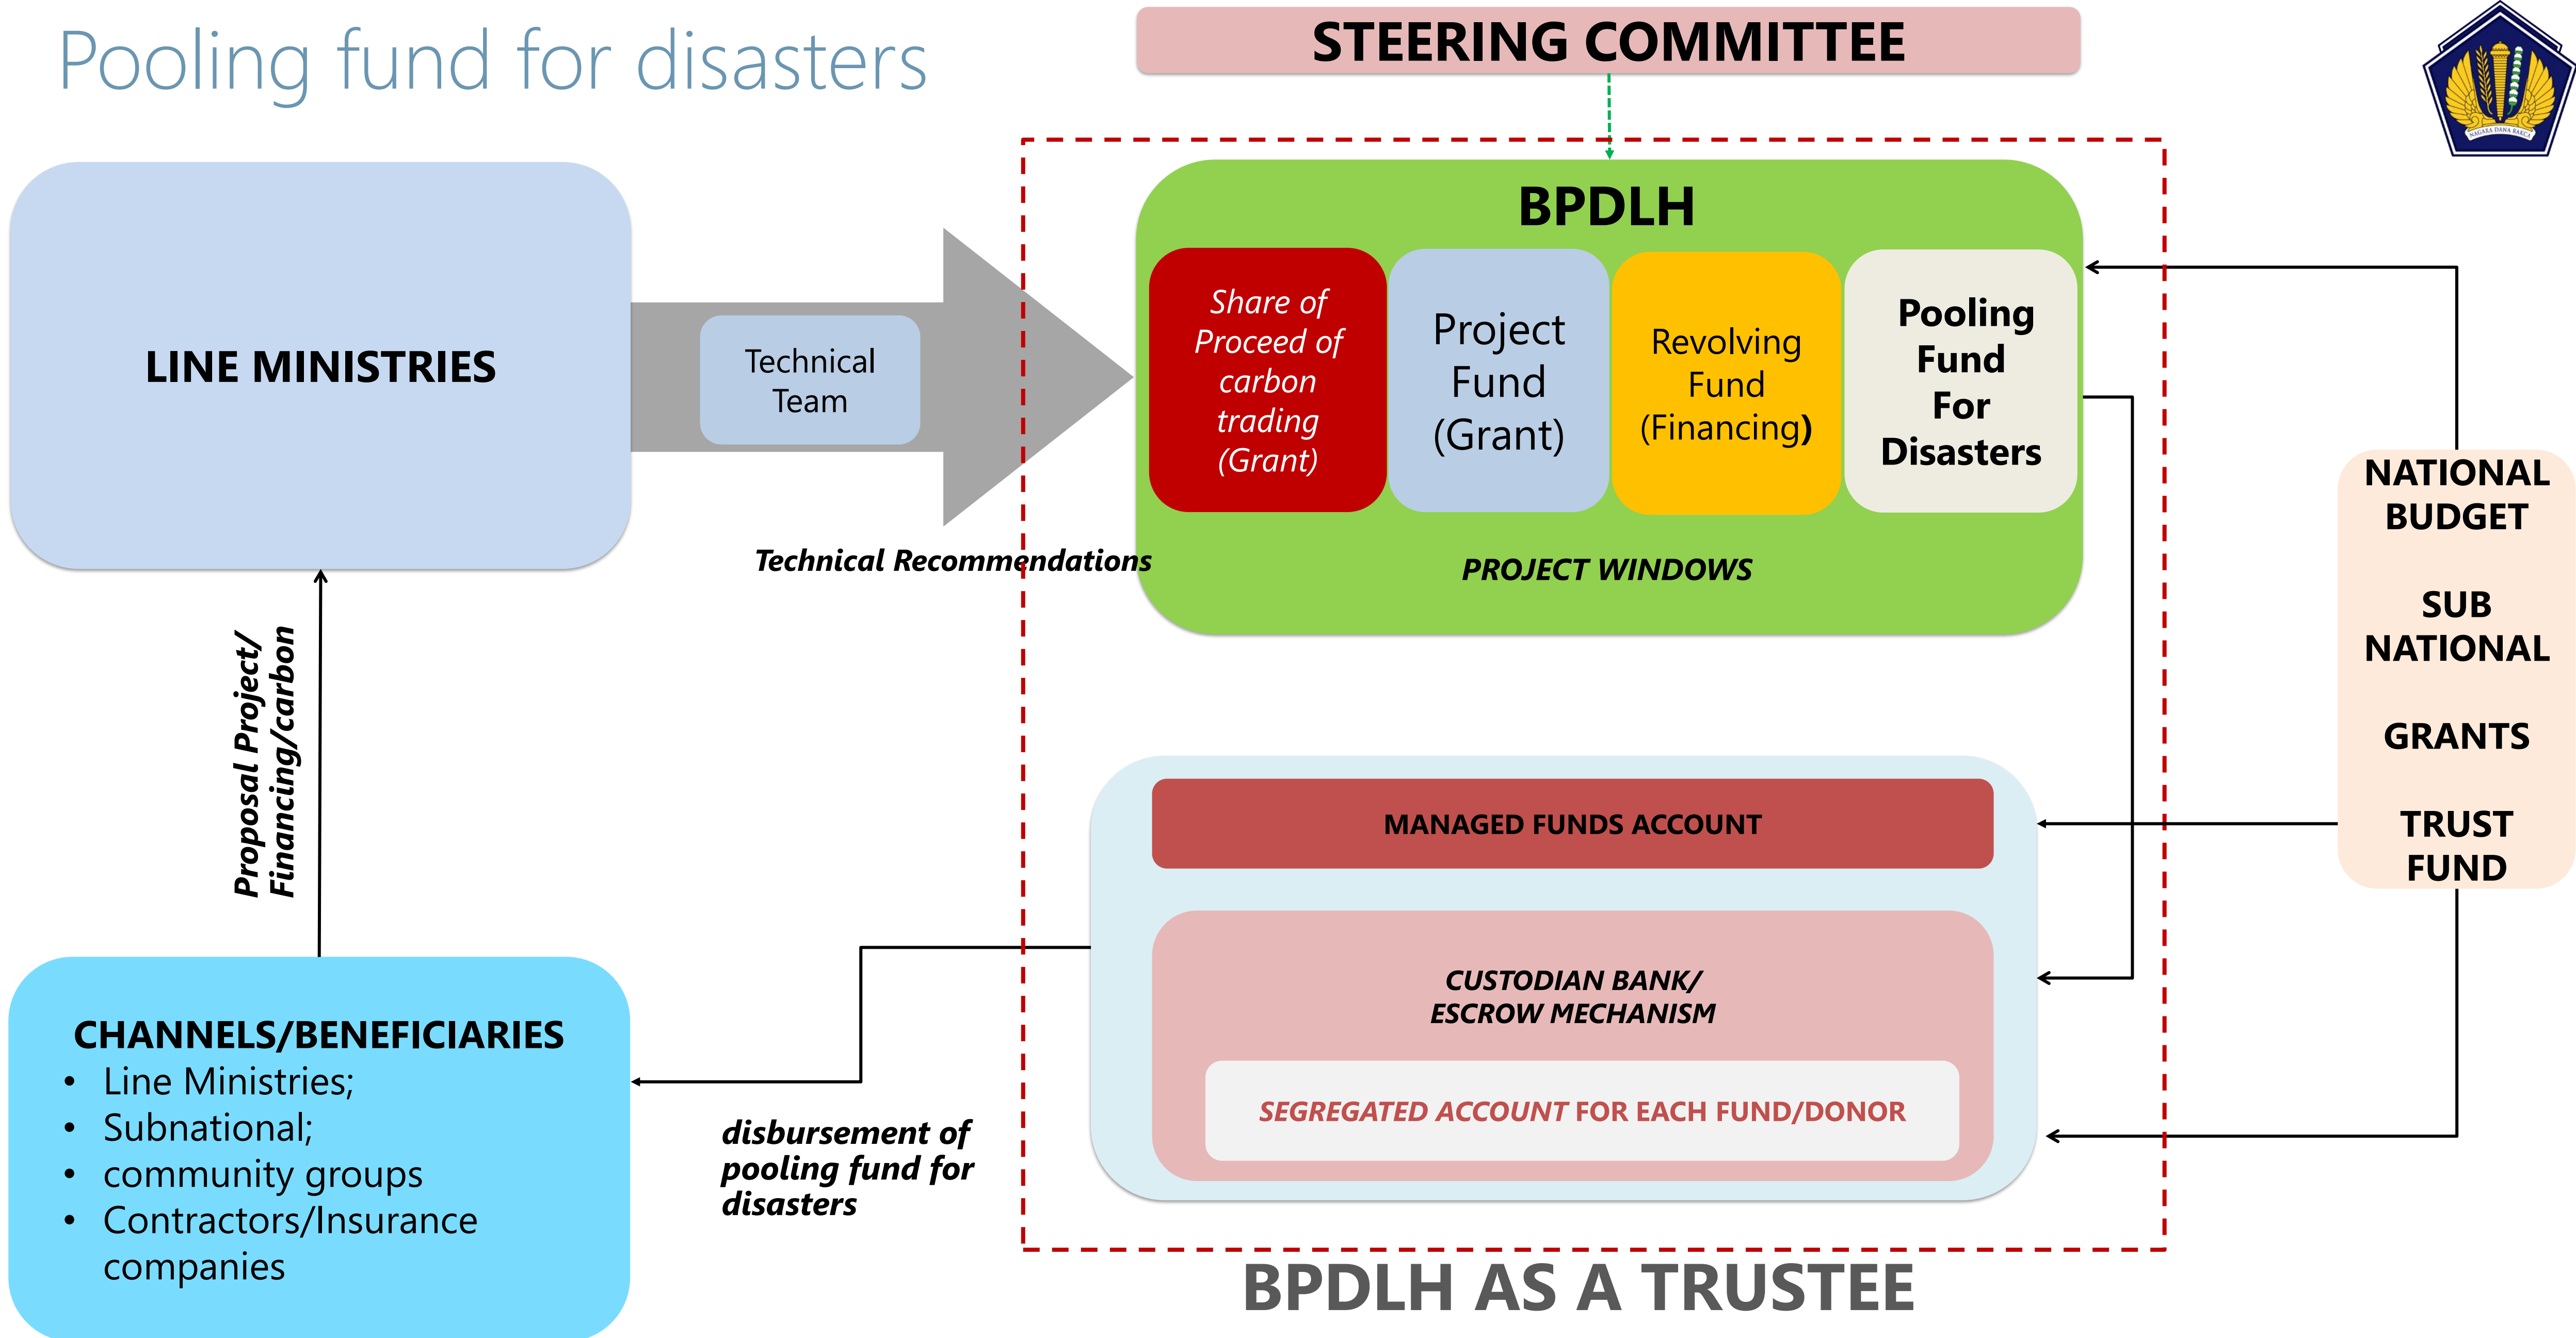 Pooling fund for disasters
STEERING COMMITTEE
NAGARA DANA RAKCA
LINE MINISTRIES
Technical
Team
Technical Recommendations
BPDLH
Share of
Proceed of
carbon
trading
(Grant)
Project
Fund
(Grant)
Revolving
Fund
(Financing)
Pooling
Fund
For
Disasters
PROJECT WINDOWS
NATIONAL
BUDGET
SUB
NATIONAL
GRANTS
TRUST
FUND
Proposal Project/
Financing/carbon
MANAGED FUNDS ACCOUNT
CUSTODIAN BANK/
ESCROW MECHANISM
SEGREGATED ACCOUNT FOR EACH FUND/DONOR
CHANNELS/BENEFICIARIES
• Line Ministries;
• Subnational;
• community groups
• Contractors/Insurance
companies
disbursement of
pooling fund for
disasters
BPDLH AS A TRUSTEE